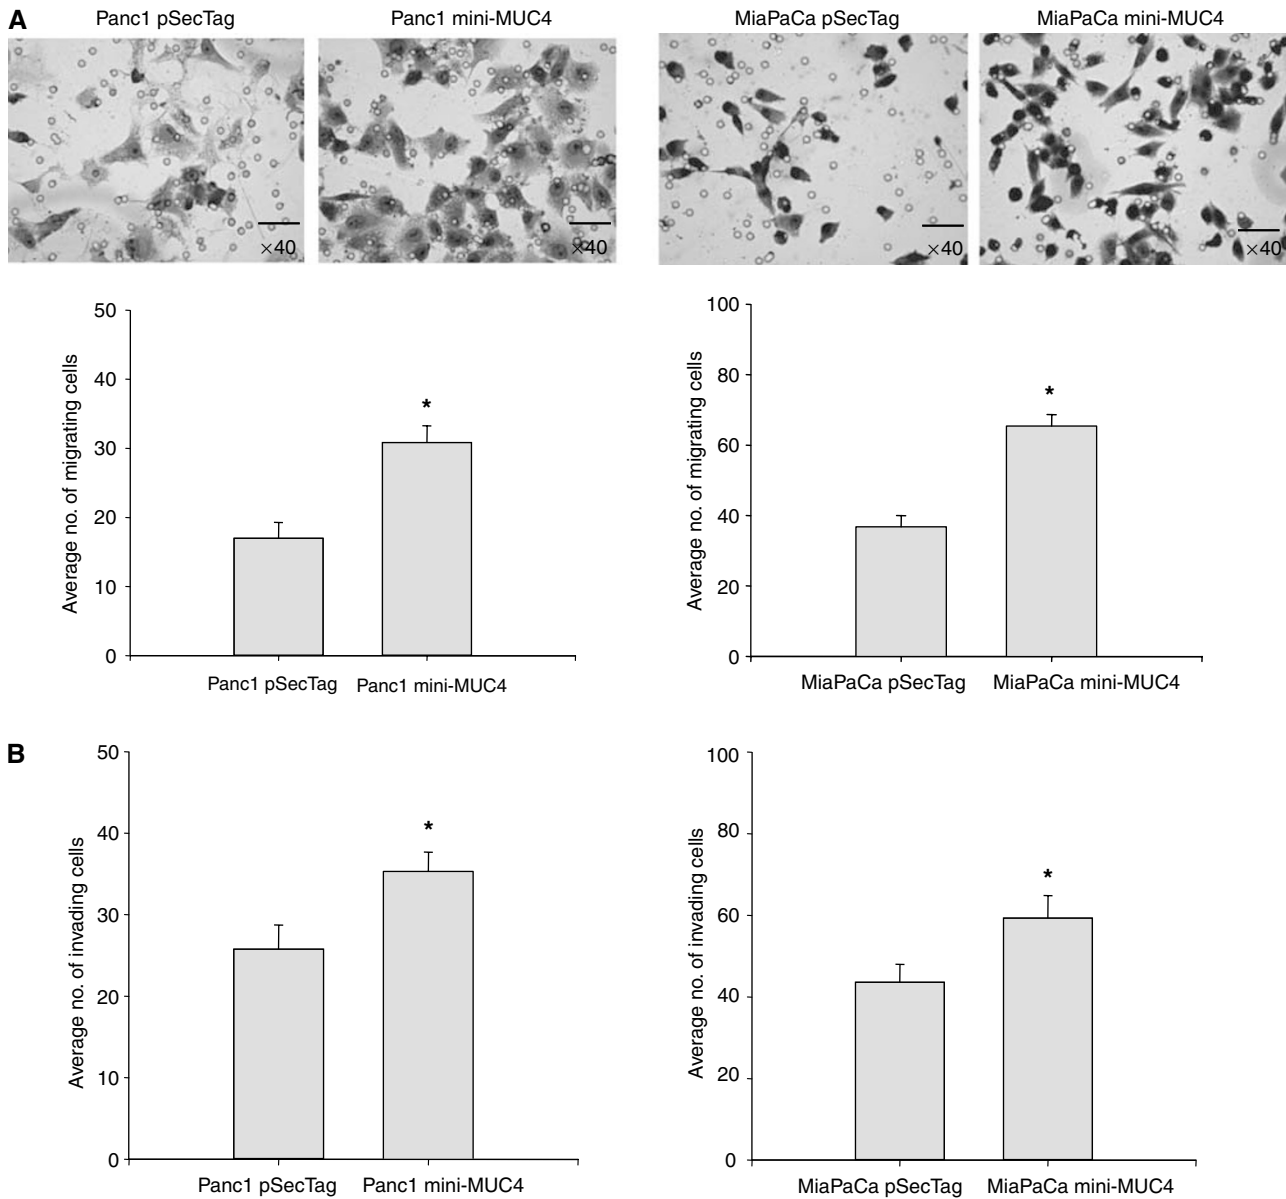 A
Panc1 pSecTag
Panc1 mini-MUC4
MiaPaCa pSecTag
MiaPaCa mini-MUC4
×40
×40
×40
×40
50
40
30
20
10
0
Average no. of migrating cells
*
Panc1 pSecTag
Panc1 mini-MUC4
100
80
60
40
20
0
Average no. of migrating cells
*
MiaPaCa pSecTag
MiaPaCa mini-MUC4
B
50
40
30
20
10
0
Average no. of invading cells
*
Panc1 pSecTag
Panc1 mini-MUC4
100
80
60
40
20
0
Average no. of invading cells
*
MiaPaCa pSecTag
MiaPaCa mini-MUC4